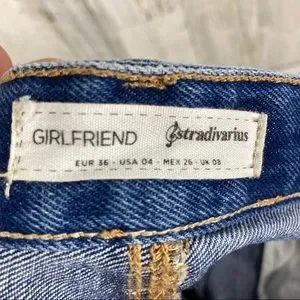 GIRLFRIEND stradivarius
EUR 36 - USA 04 - MEX 26 - UK 08